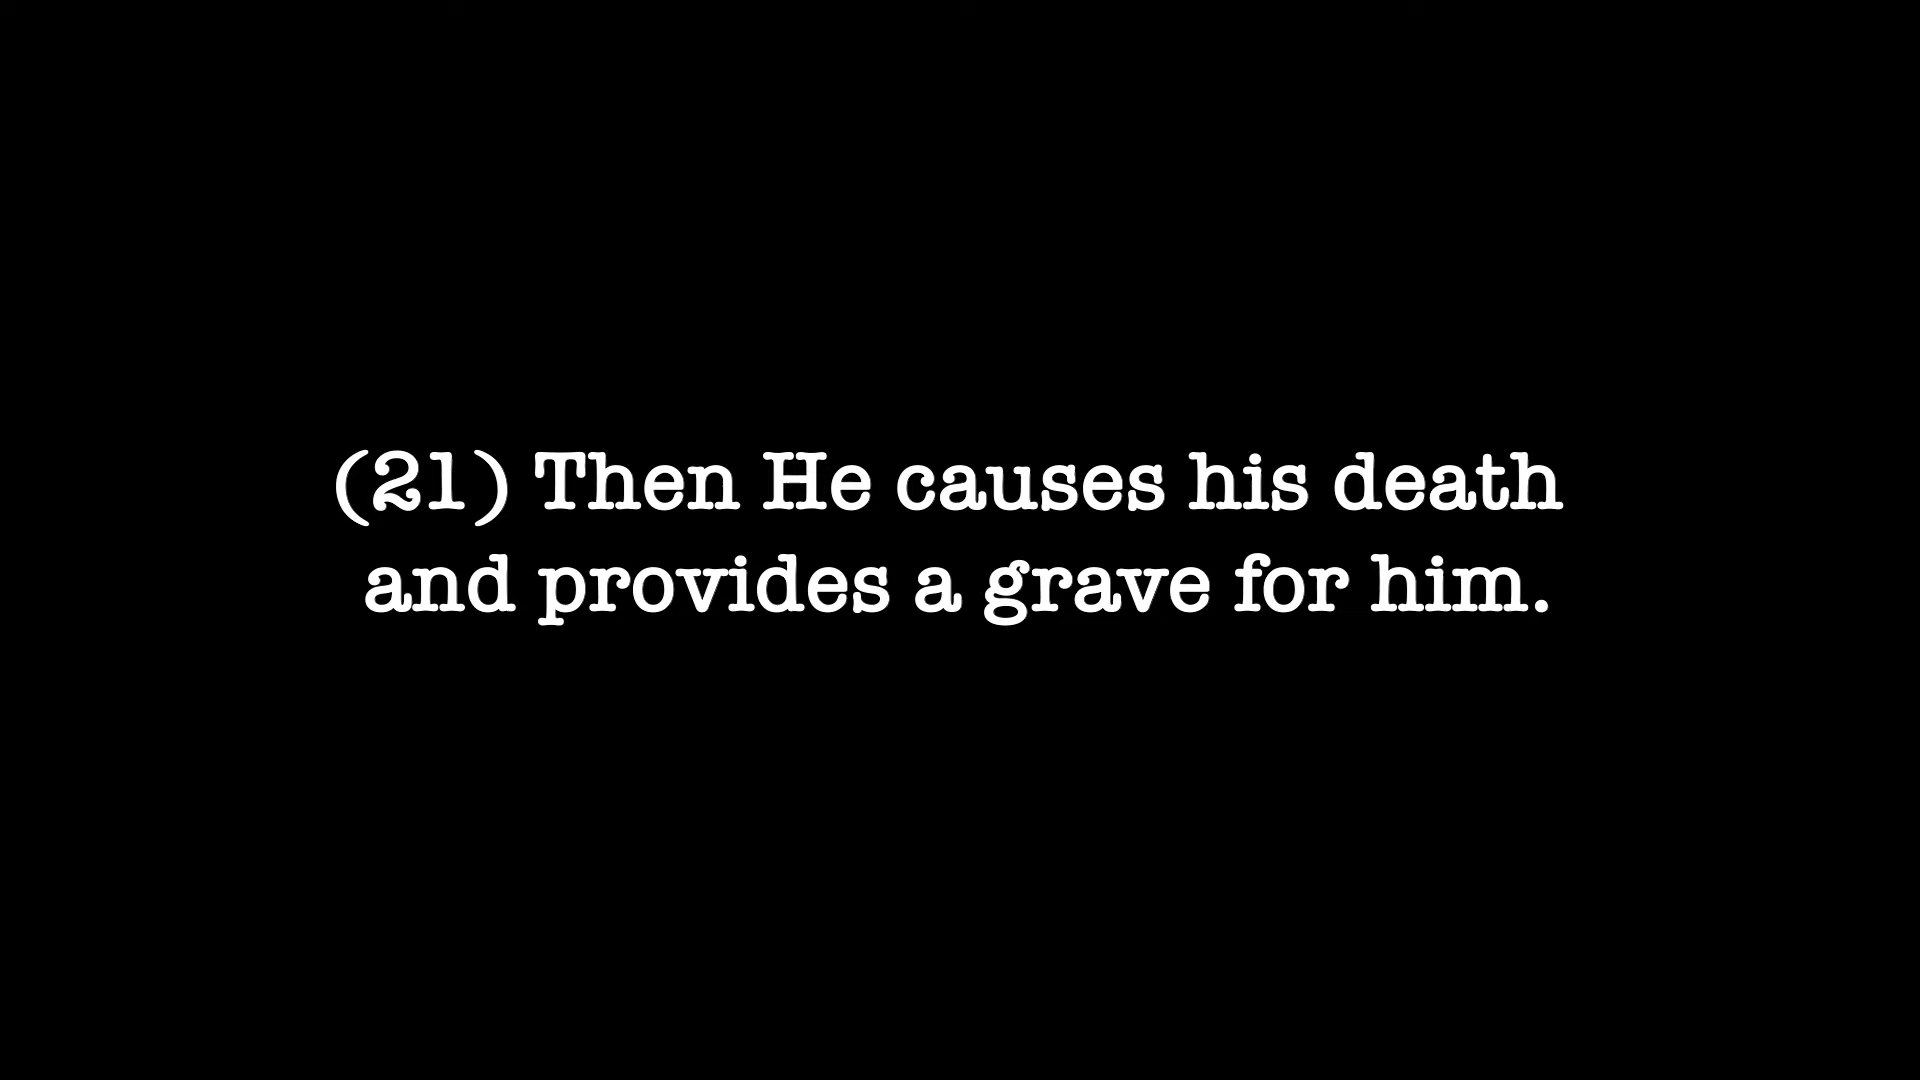 (21) Then He causes his death
and provides a grave for him.